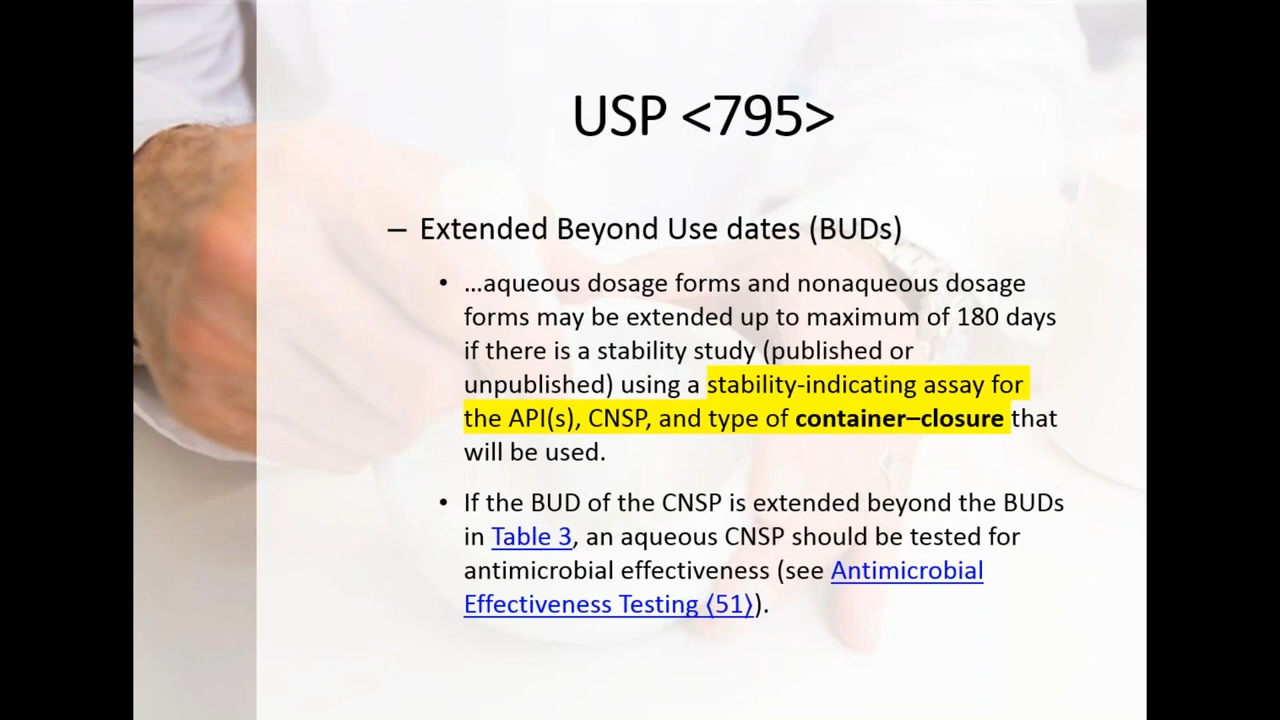 USP <795>
– Extended Beyond Use dates (BUDs)
• …aqueous dosage forms and nonaqueous dosage
forms may be extended up to maximum of 180 days
if there is a stability study (published or
unpublished) using a stability-indicating assay for
the API(s), CNSP, and type of container–closure that
will be used.
• If the BUD of the CNSP is extended beyond the BUDs
in Table 3, an aqueous CNSP should be tested for
antimicrobial effectiveness (see Antimicrobial
Effectiveness Testing ⟨51⟩).